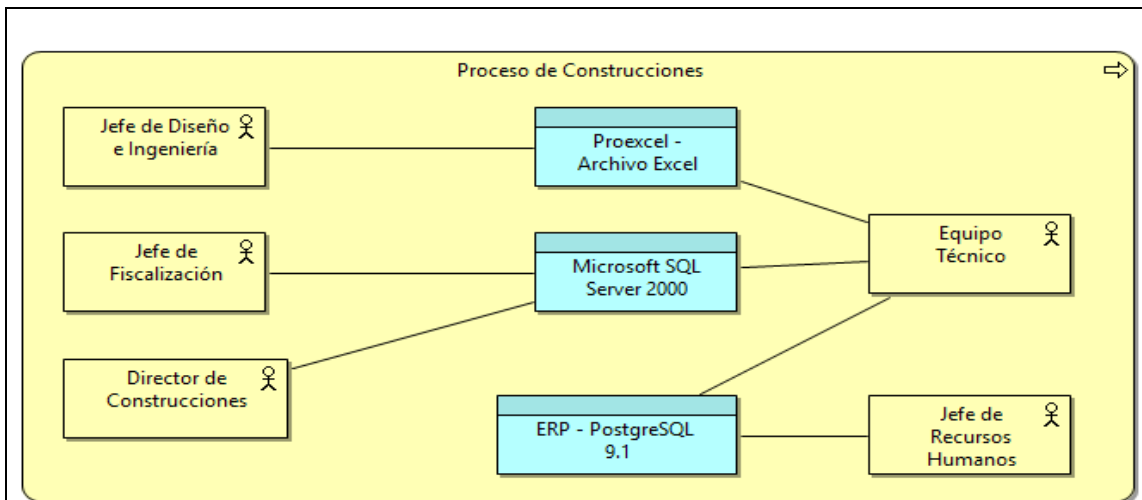 Proceso de Construcciones
Jefe de Diseño
e Ingeniería
Proexcel -
Archivo Excel
Equipo
Técnico
Jefe de
Fiscalización
Microsoft SQL
Server 2000
Director de
Construcciones
ERP - PostgreSQL
9.1
Jefe de
Recursos
Humanos